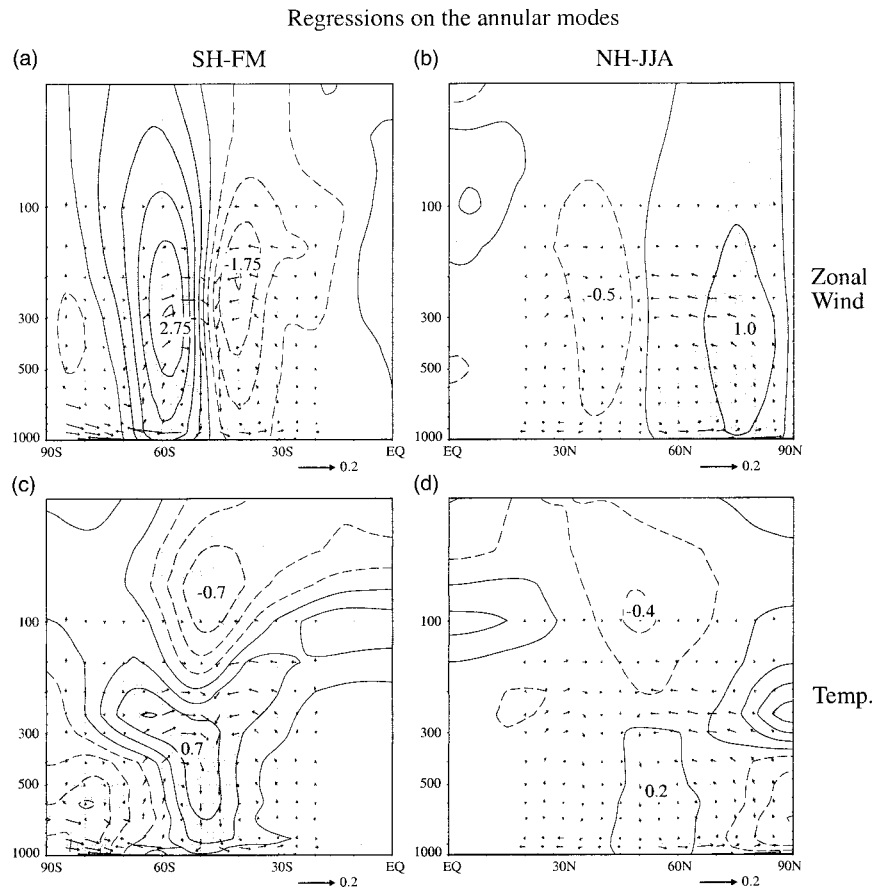 Regressions on the annular modes
(a) SH-FM
(b) NH-JJA
100
300
500
1000
90S 60S 30S EQ
0.2
2.75
-1.75
100
300
500
1000
EQ 30N 60N 90N
0.2
-0.5
1.0
Zonal
Wind
(c)
100
300
500
1000
90S 60S 30S EQ
0.2
-0.7
0.7
(d)
100
300
500
1000
EQ 30N 60N 90N
0.2
-0.4
0.2
Temp.